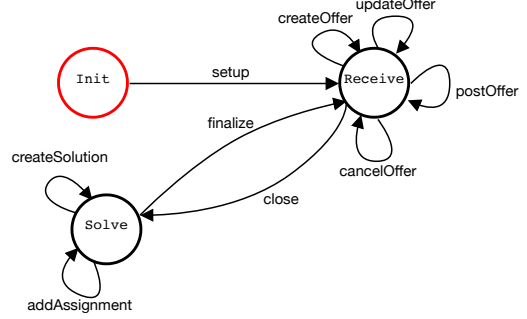 updateOffer
createOffer
setup
Init
Receive
postOffer
finalize
cancelOffer
createSolution
close
Solve
addAssignment